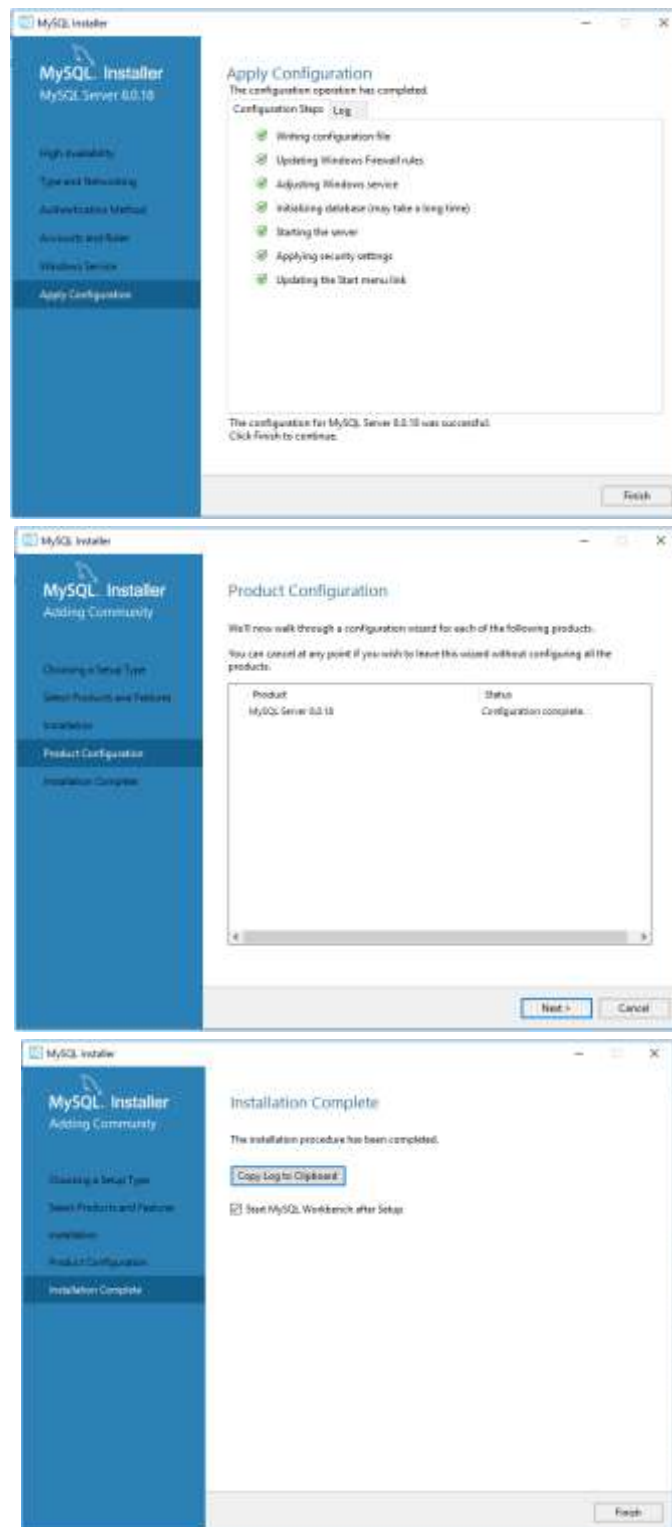 MySQL Installer
MySQL. Installer
MySQL Server 8.0.18
High Availability
Type and Networking
Authentication Method
Accounts and Roles
Windows Service
Apply Configuration
Apply Configuration
The configuration operation has completed.
Configuration Steps Log
Writing configuration file
Updating Windows Firewall rules
Adjusting Windows service
Initializing database (may take a long time)
Starting the server
Applying security settings
Updating the Start menu link
The configuration for MySQL Server 8.0.18 was successful.
Click Finish to continue.
Finish
MySQL Installer
MySQL. Installer
Adding Community
Choosing a Setup Type
Select Products and Features
Installation
Product Configuration
Installation Complete
Product Configuration
We'll now walk through a configuration wizard for each of the following products.
You can cancel at any point if you wish to leave this wizard without configuring all the
products.
Product Status
MySQL Server 8.0.18 Configuration complete.
Next > Cancel
MySQL Installer
MySQL. Installer
Adding Community
Choosing a Setup Type
Select Products and Features
Installation
Product Configuration
Installation Complete
Installation Complete
The installation procedure has been completed.
Copy Log to Clipboard
Start MySQL Workbench after Setup
Finish